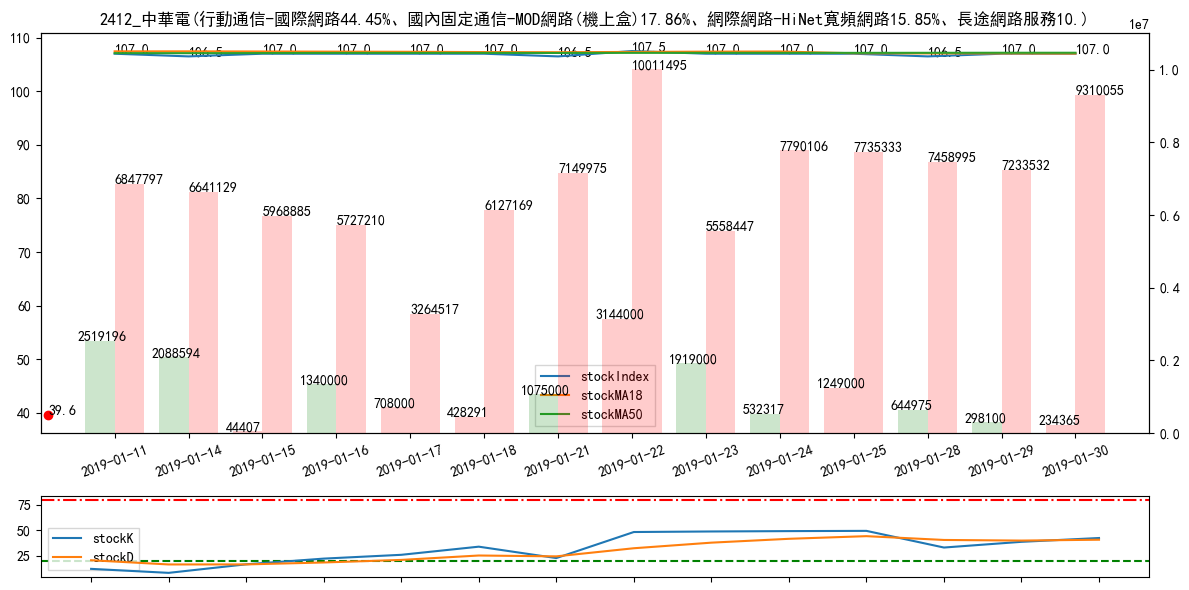 2412_中華電(行動通信-國際網路44.45%、國內固定通信-MOD網路(機上盒)17.86%、網際網路-HiNet寬頻網路15.85%、長途網路服務10.)
1e7
110
100
90
80
70
60
50
40
1.0
0.8
0.6
0.4
0.2
0.0
107.0 106.5 107.0 107.0 107.0 107.0 106.5 107.5 107.0 107.0 107.0 106.5 107.0 107.0
6847797 6641129 5968885 5727210 3264517 6127169 7149975 10011495 5558447 7790106 7735333 7458995 7233532 9310055
2519196 2088594 44407 1340000 708000 428291 1075000 3144000 1919000 532317 1249000 644975 298100 234365
39.6
stockIndex
stockMA18
stockMA50
2019-01-11 2019-01-14 2019-01-15 2019-01-16 2019-01-17 2019-01-18 2019-01-21 2019-01-22 2019-01-23 2019-01-24 2019-01-25 2019-01-28 2019-01-29 2019-01-30
75
50
25
stockK
stockD